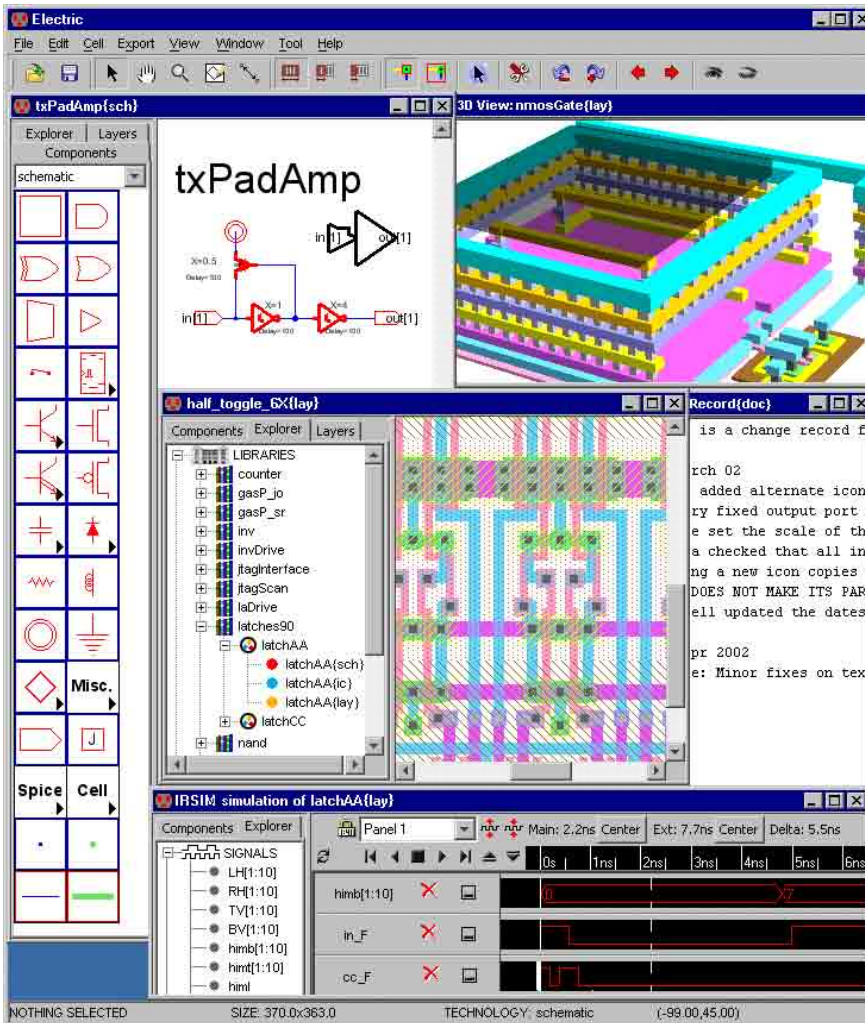 Electric
File Edit Cell Export View Window Tool Help
txPadAmp{sch}
Explorer Layers
Components
schematic
Misc.
J
Spice Cell
txPadAmp
in[1] out[1]
X=0.5
X=1 X=4
in[1] out[1]
3D View: nmosGate{lay}
half_toggle_6X{lay}
Components Explorer Layers
LIBRARIES
counter
gasP_jo
gasP_sr
inv
invDrive
jtagInterface
jtagScan
laDrive
latches90
latchAA
latchAA{sch}
latchAA{ic}
latchAA{lay}
latchCC
nand
Record{doc}
is a change record f
rch 02
added alternate icon
ry fixed output port
e set the scale of th
a checked that all in
ng a new icon copies
DOES NOT MAKE ITS PAR
ell updated the dates
pr 2002
e: Minor fixes on tex
IRSIM simulation of latchAA{lay}
Components Explorer
SIGNALS
LH[1:10]
RH[1:10]
TV[1:10]
BV[1:10]
himb[1:10]
himt[1:10]
himl
Panel 1 Main: 2.2ns Center Ext: 7.7ns Center Delta: 5.5ns
0s 1ns 2ns 3ns 4ns 5ns 6ns
himb[1:10] 0 X7
in_F
cc_F
NOTHING SELECTED SIZE: 370.0x363.0 TECHNOLOGY: schematic (-99.00,45.00)